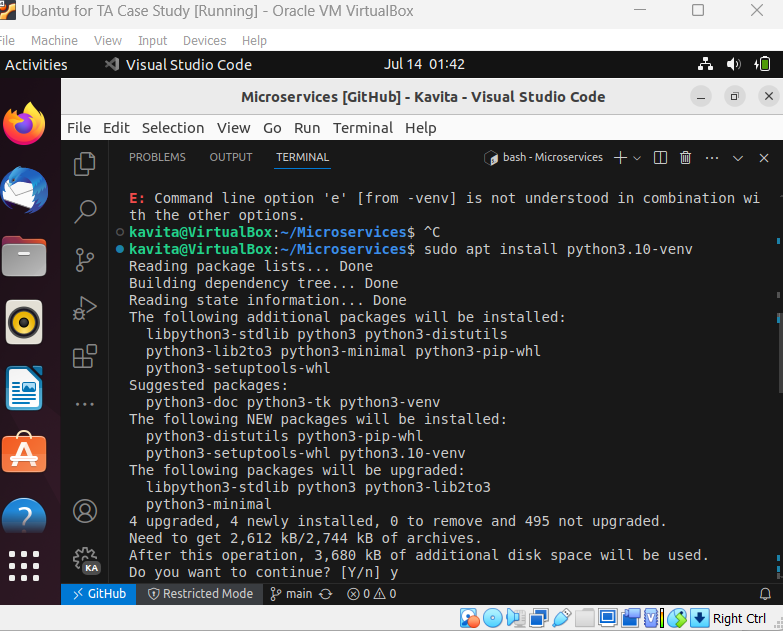 Ubantu for TA Case Study [Running] - Oracle VM VirtualBox
File Machine View Input Devices Help
Activities Visual Studio Code Jul 14 01:42
Microservices [GitHub] - Kavita - Visual Studio Code
File Edit Selection View Go Run Terminal Help
PROBLEMS OUTPUT TERMINAL bash - Microservices
E: Command line option 'e' [from -venv] is not understood in combination wi
th the other options.
kavita@VirtualBox:~/Microservices$ ^C
kavita@VirtualBox:~/Microservices$ sudo apt install python3.10-venv
Reading package lists... Done
Building dependency tree... Done
Reading state information... Done
The following additional packages will be installed:
libpython3-stdlib python3 python3-distutils
python3-lib2to3 python3-minimal python3-pip-whl
python3-setuptools-whl
Suggested packages:
python3-doc python3-tk python3-venv
The following NEW packages will be installed:
python3-distutils python3-pip-whl
python3-setuptools-whl python3.10-venv
The following packages will be upgraded:
libpython3-stdlib python3 python3-lib2to3
python3-minimal
4 upgraded, 4 newly installed, 0 to remove and 495 not upgraded.
Need to get 2,612 kB/2,744 kB of archives.
After this operation, 3,680 kB of additional disk space will be used.
Do you want to continue? [Y/n] y
KA
GitHub Restricted Mode main 0 0
Right Ctrl